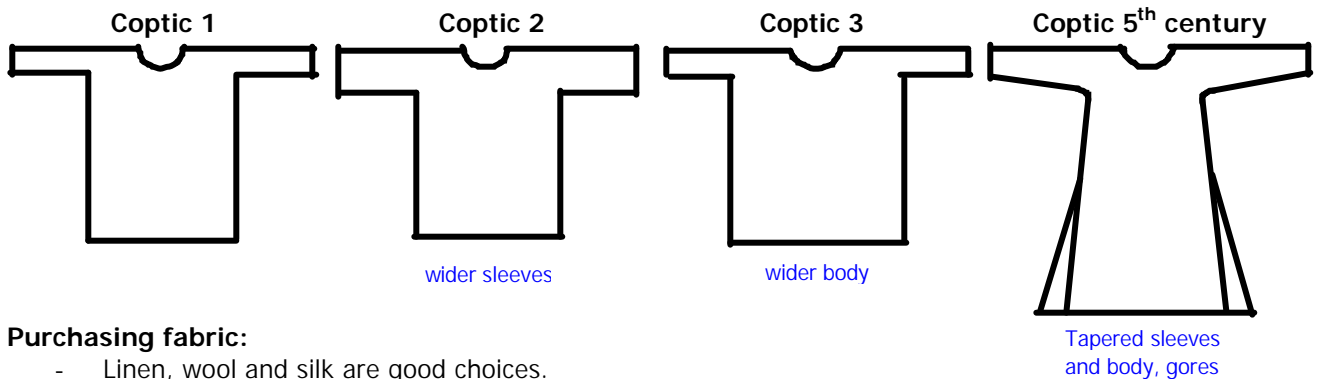 Coptic 1 Coptic 2 Coptic 3 Coptic 5th century
wider sleeves
wider body
Tapered sleeves
and body, gores
Purchasing fabric:
- Linen, wool and silk are good choices.